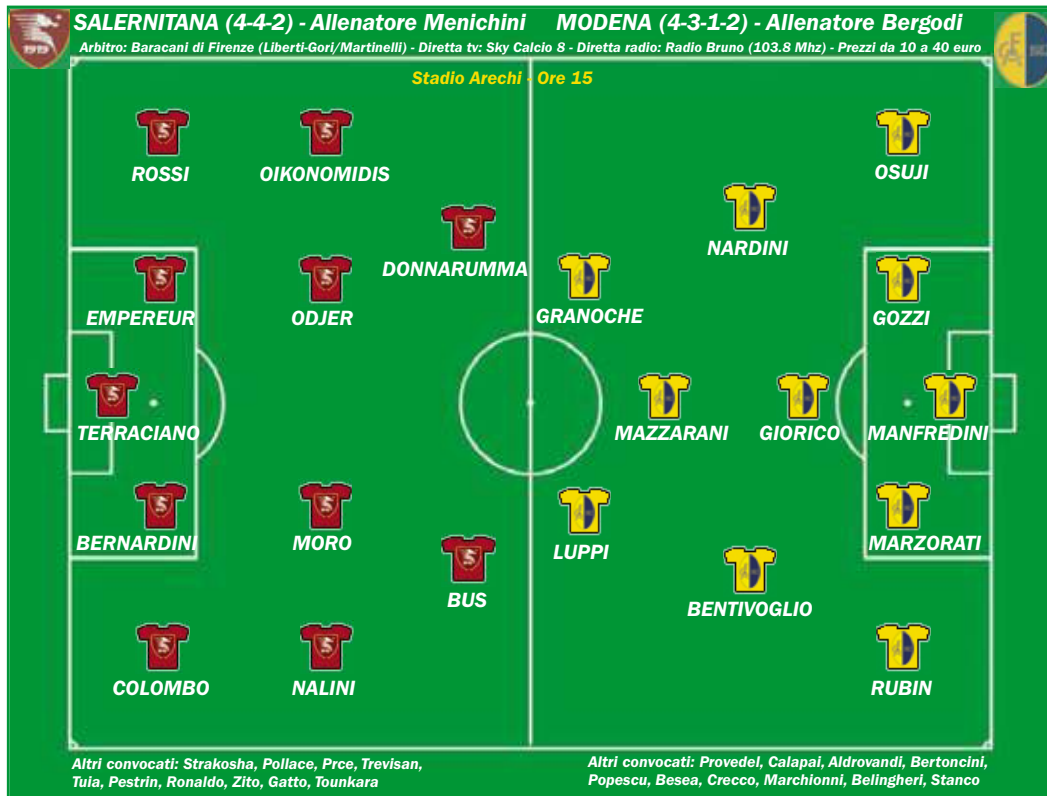 SALERNITANA (4-4-2) - Allenatore Menichini MODENA (4-3-1-2) - Allenatore Bergodi
Arbitro: Baracani di Firenze (Liberti-Gori/Martinelli) - Diretta tv: Sky Calcio 8 - Diretta radio: Radio Bruno (103.8 Mhz) - Prezzi da 10 a 40 euro
1919
Stadio Arechi - Ore 15
ROSSI OIKONOMIDIS OSUJI
NARDINI
DONNARUMMA
EMPEREUR ODJER GRANOCHE GOZZI
TERRACIANO MAZZARANI GIORICO MANFREDINI
BERNARDINI MORO LUPPI MARZORATI
BUS BENTIVOGLIO
COLOMBO NALINI RUBIN
Altri convocati: Strakosha, Pollace, Prce, Trevisan,
Tuia, Pestrin, Ronaldo, Zito, Gatto, Tounkara
Altri convocati: Provedel, Calapai, Aldrovandi, Bertoncini,
Popescu, Besea, Crecco, Marchionni, Belingheri, Stanco